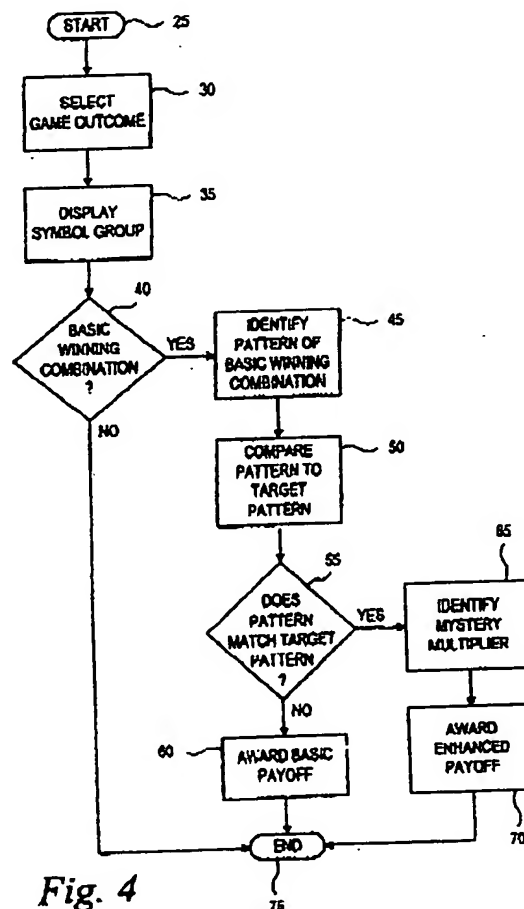 START
25
SELECT
GAME OUTCOME
30
DISPLAY
SYMBOL GROUP
35
BASIC
WINNING
COMBINATION
?
40
YES
NO
IDENTIFY
PATTERN OF
BASIC WINNING
COMBINATION
45
COMPARE
PATTERN TO
TARGET
PATTERN
50
DOES
PATTERN
MATCH TARGET
PATTERN
?
55
YES
NO
IDENTIFY
MYSTERY
MULTIPLIER
65
AWARD BASIC
PAYOFF
60
AWARD
ENHANCED
PAYOFF
70
END
75
Fig. 4